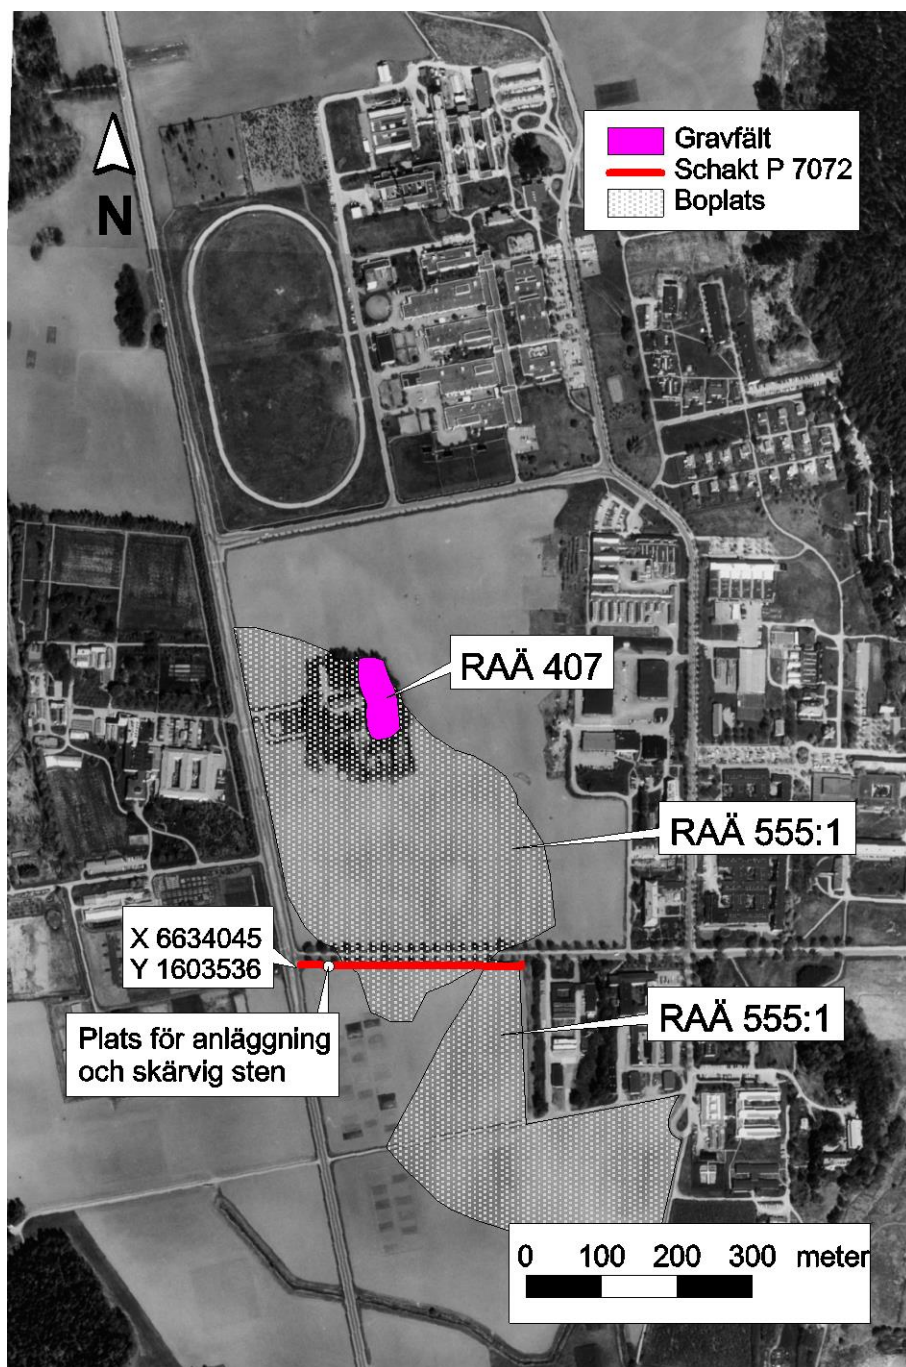 Gravfält
Schakt P 7072
Boplats
N
RAÄ 407
RAÄ 555:1
X 6634045
Y 1603536
RAÄ 555:1
Plats för anläggning
och skärvig sten
0 100 200 300 meter